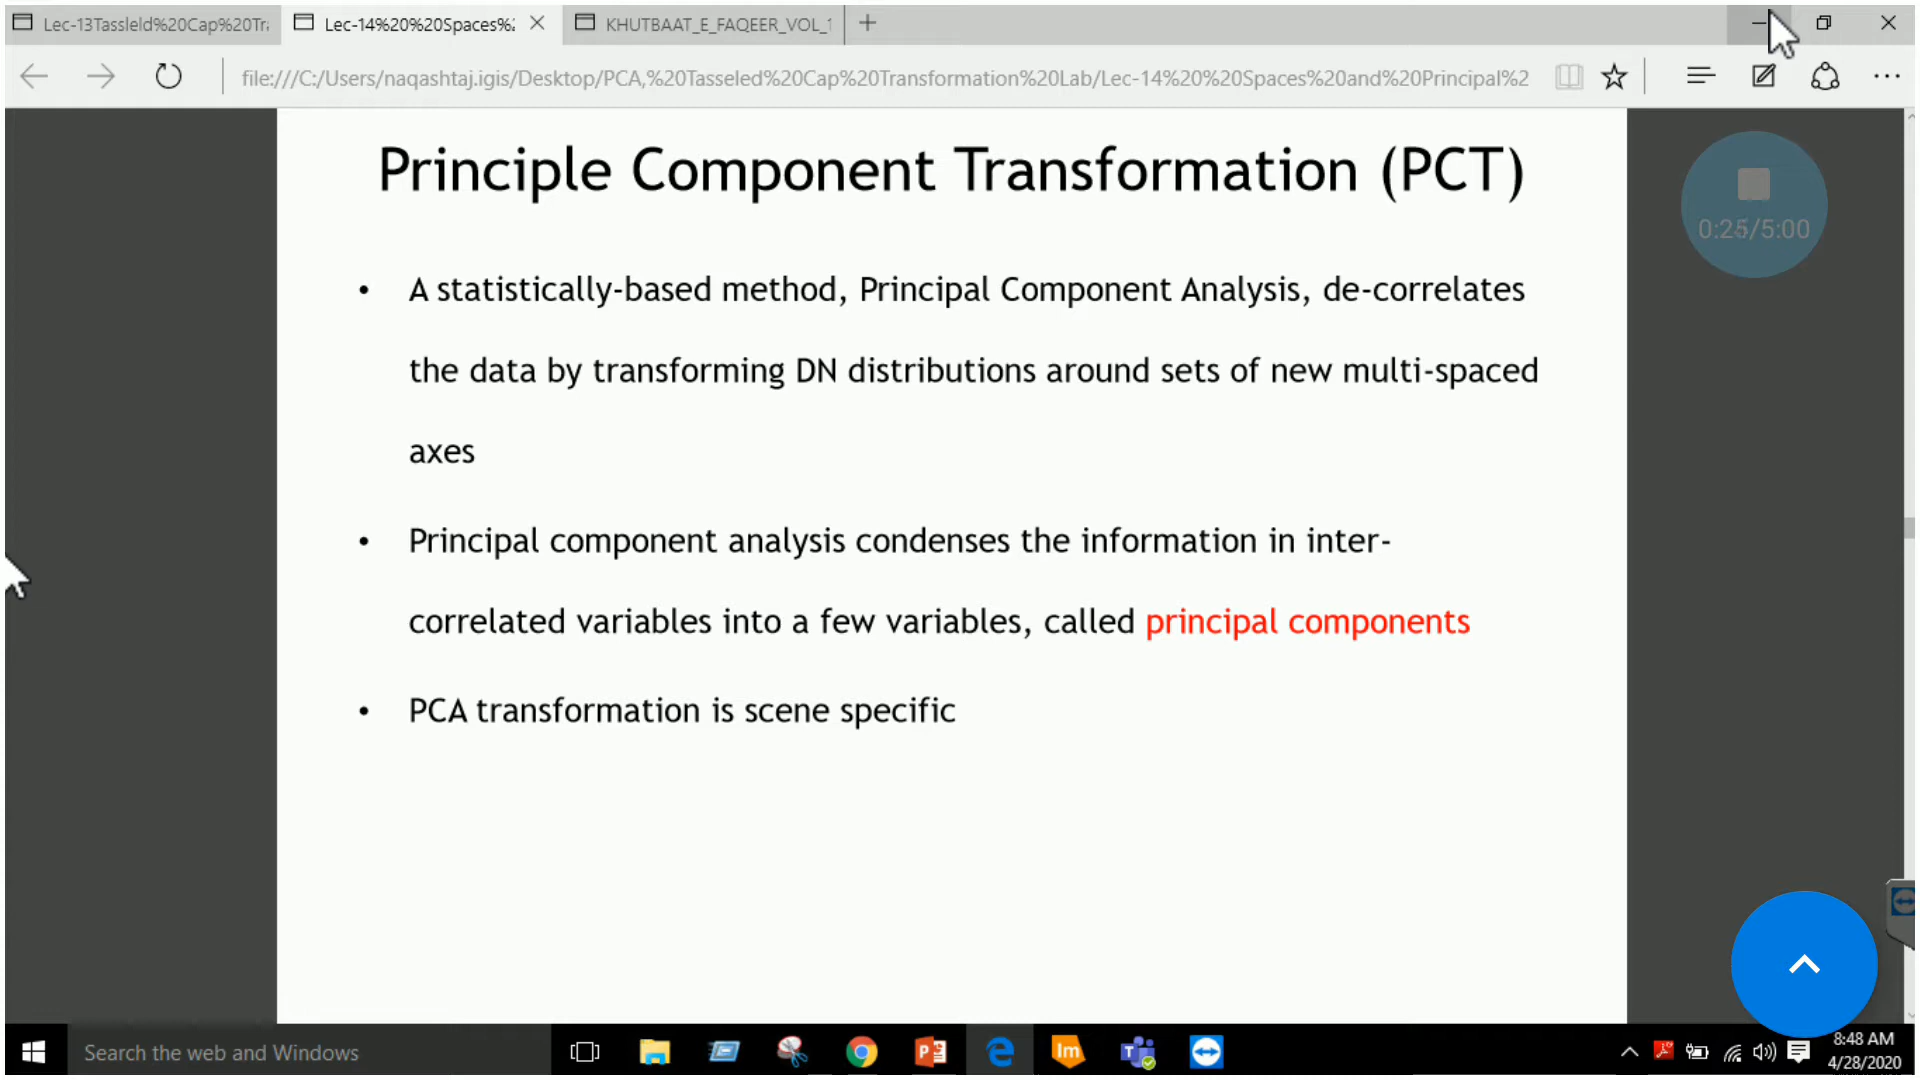 Lec-13Tassleld%20Cap%20Tra
Lec-14%20%20Spaces%2
KHUTBAAT_E_FAQEER_VOL_1
file:///C:/Users/naqashtaj.igis/Desktop/PCA,%20Tasseled%20Cap%20Transformation%20Lab/Lec-14%20%20Spaces%20and%20Principal%2
Principle Component Transformation (PCT)
0:25/5:00
• A statistically-based method, Principal Component Analysis, de-correlates
the data by transforming DN distributions around sets of new multi-spaced
axes
• Principal component analysis condenses the information in inter-
correlated variables into a few variables, called principal components
• PCA transformation is scene specific
Search the web and Windows
Im
8:48 AM
4/28/2020